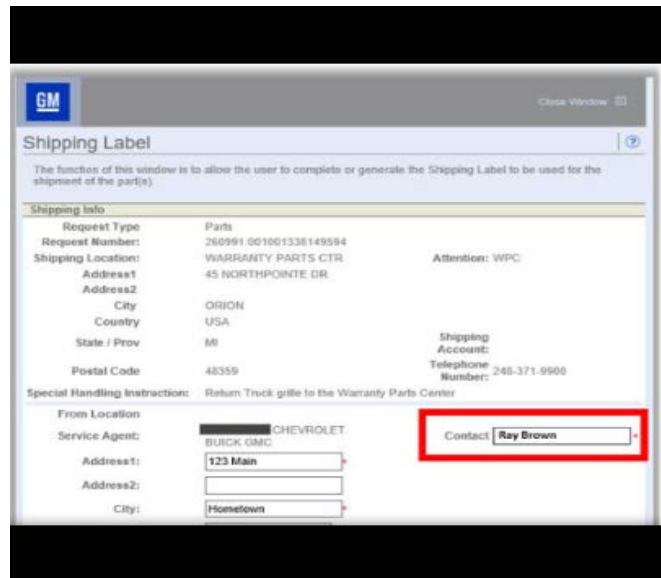 GM
Close Window
Shipping Label
?
The function of this window is to allow the user to complete or generate the Shipping Label to be used for the
shipment of the part(s)
Shipping Info
Request Type Parts
Request Number: 260991.001001338149594
Shipping Location: WARRANTY PARTS CTR Attention: WPC
Address1 45 NORTHPOINTE DR
Address2
City ORION
Country USA
State / Prov MI Shipping Account:
Postal Code 48359 Telephone Number: 248-371-9900
Special Handling Instruction: Return Truck grille to the Warranty Parts Center
From Location
Service Agent: CHEVROLET BUICK GMC Contact Ray Brown *
Address1: 123 Main *
Address2:
City: Hometown *